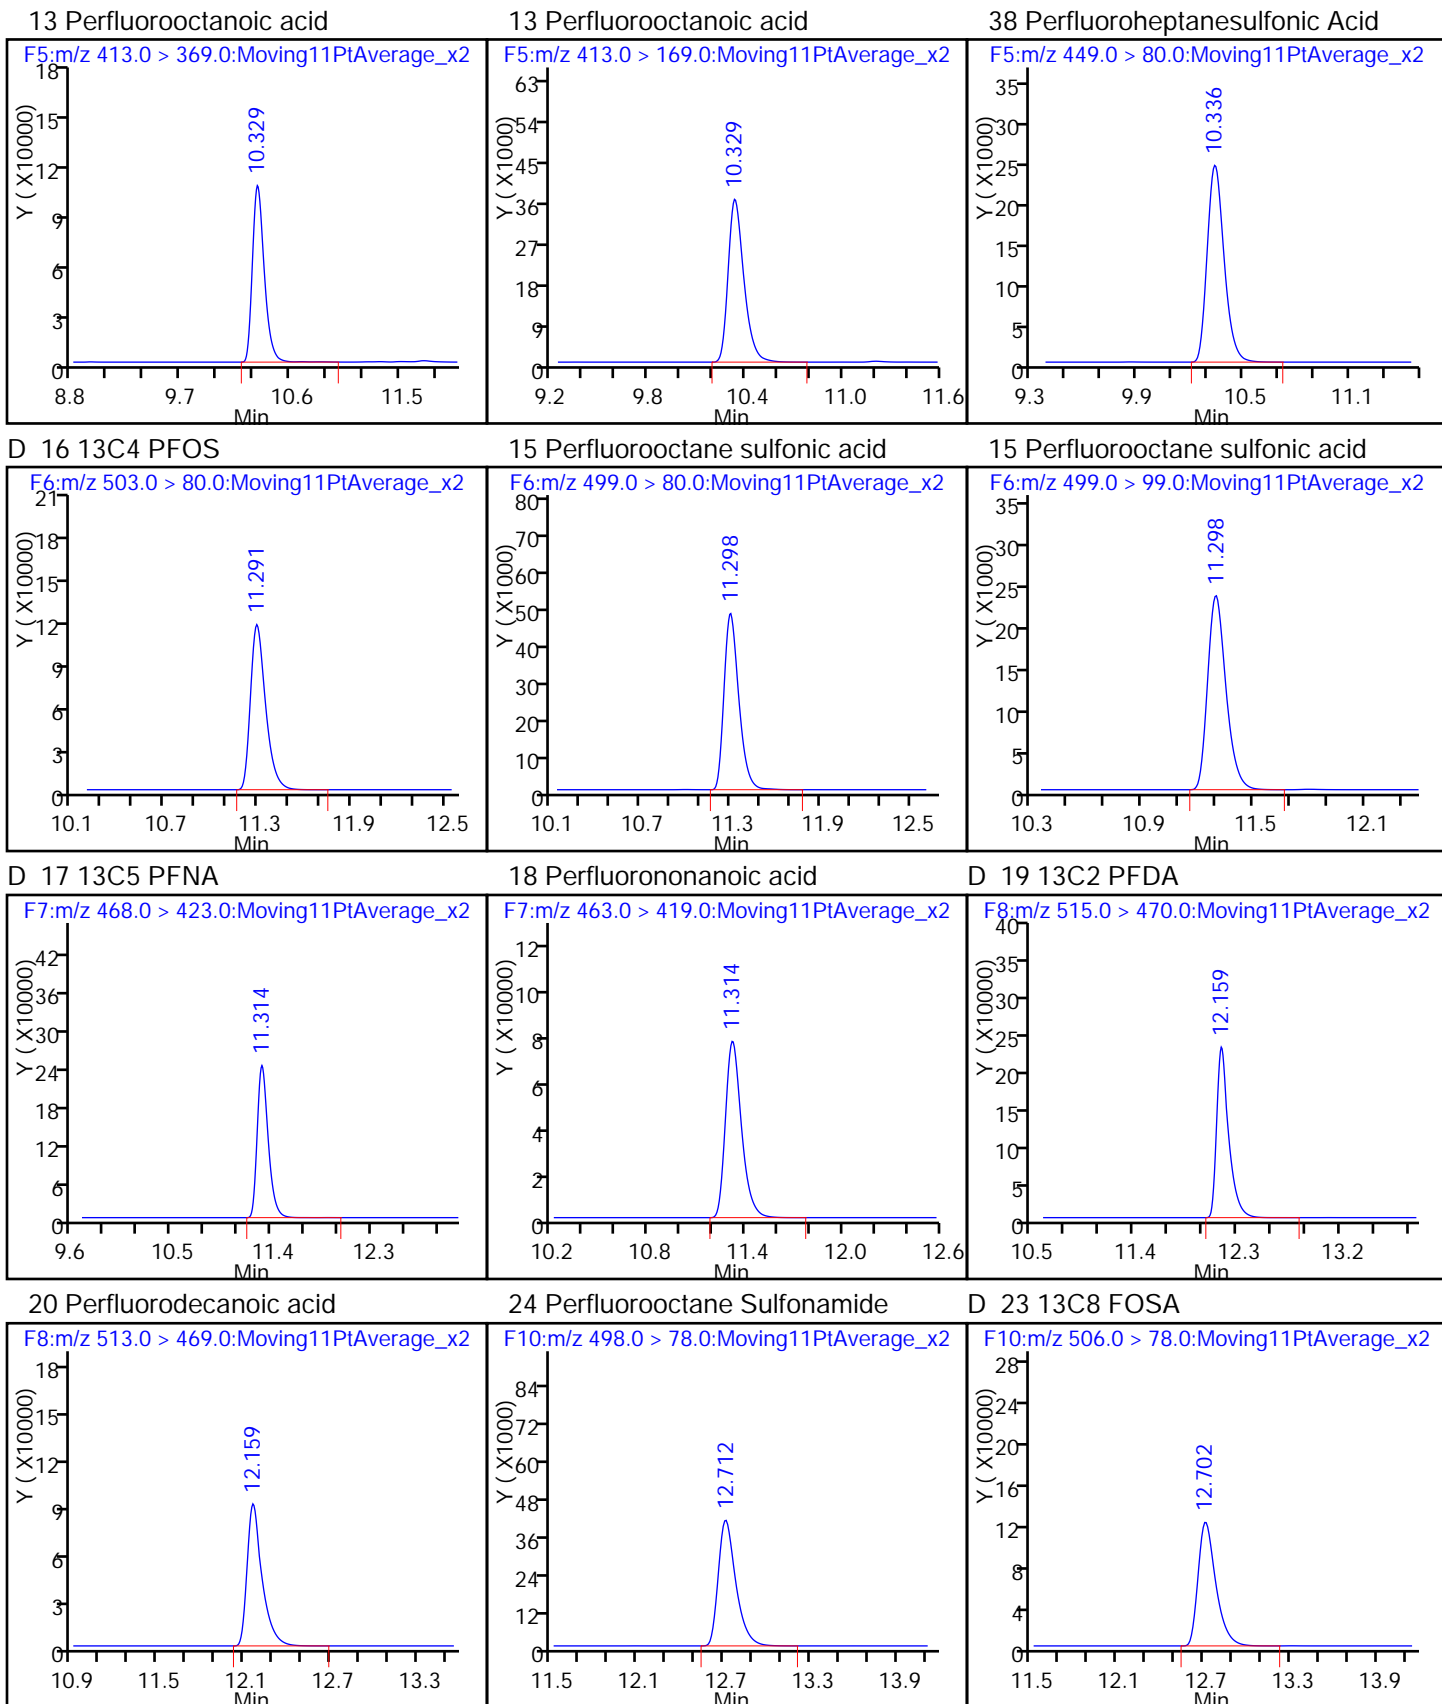 13 Perfluorooctanoic acid
F5:m/z 413.0 > 369.0:Moving11PtAverage_x2
Y ( X10000)
18
15
12
9
6
3
0
10.329
8.8 9.7 10.6 11.5
Min
13 Perfluorooctanoic acid
F5:m/z 413.0 > 169.0:Moving11PtAverage_x2
Y ( X1000)
63
54
45
36
27
18
9
0
10.329
9.2 9.8 10.4 11.0 11.6
Min
38 Perfluoroheptanesulfonic Acid
F5:m/z 449.0 > 80.0:Moving11PtAverage_x2
Y ( X1000)
35
30
25
20
15
10
5
0
10.336
9.3 9.9 10.5 11.1
Min
D 16 13C4 PFOS
F6:m/z 503.0 > 80.0:Moving11PtAverage_x2
Y ( X10000)
21
18
15
12
9
6
3
0
11.291
10.1 10.7 11.3 11.9 12.5
Min
15 Perfluorooctane sulfonic acid
F6:m/z 499.0 > 80.0:Moving11PtAverage_x2
Y ( X1000)
80
70
60
50
40
30
20
10
0
11.298
10.1 10.7 11.3 11.9 12.5
Min
15 Perfluorooctane sulfonic acid
F6:m/z 499.0 > 99.0:Moving11PtAverage_x2
Y ( X1000)
35
30
25
20
15
10
5
0
11.298
10.3 10.9 11.5 12.1
Min
D 17 13C5 PFNA
F7:m/z 468.0 > 423.0:Moving11PtAverage_x2
Y ( X10000)
42
36
30
24
18
12
6
0
11.314
9.6 10.5 11.4 12.3
Min
18 Perfluorononanoic acid
F7:m/z 463.0 > 419.0:Moving11PtAverage_x2
Y ( X10000)
12
10
8
6
4
2
0
11.314
10.2 10.8 11.4 12.0 12.6
Min
D 19 13C2 PFDA
F8:m/z 515.0 > 470.0:Moving11PtAverage_x2
Y ( X10000)
40
35
30
25
20
15
10
5
0
12.159
10.5 11.4 12.3 13.2
Min
20 Perfluorodecanoic acid
F8:m/z 513.0 > 469.0:Moving11PtAverage_x2
Y ( X10000)
18
15
12
9
6
3
0
12.159
10.9 11.5 12.1 12.7 13.3
Min
24 Perfluorooctane Sulfonamide
F10:m/z 498.0 > 78.0:Moving11PtAverage_x2
Y ( X1000)
84
72
60
48
36
24
12
0
12.712
11.5 12.1 12.7 13.3 13.9
Min
D 23 13C8 FOSA
F10:m/z 506.0 > 78.0:Moving11PtAverage_x2
Y ( X10000)
28
24
20
16
12
8
4
0
12.702
11.5 12.1 12.7 13.3 13.9
Min